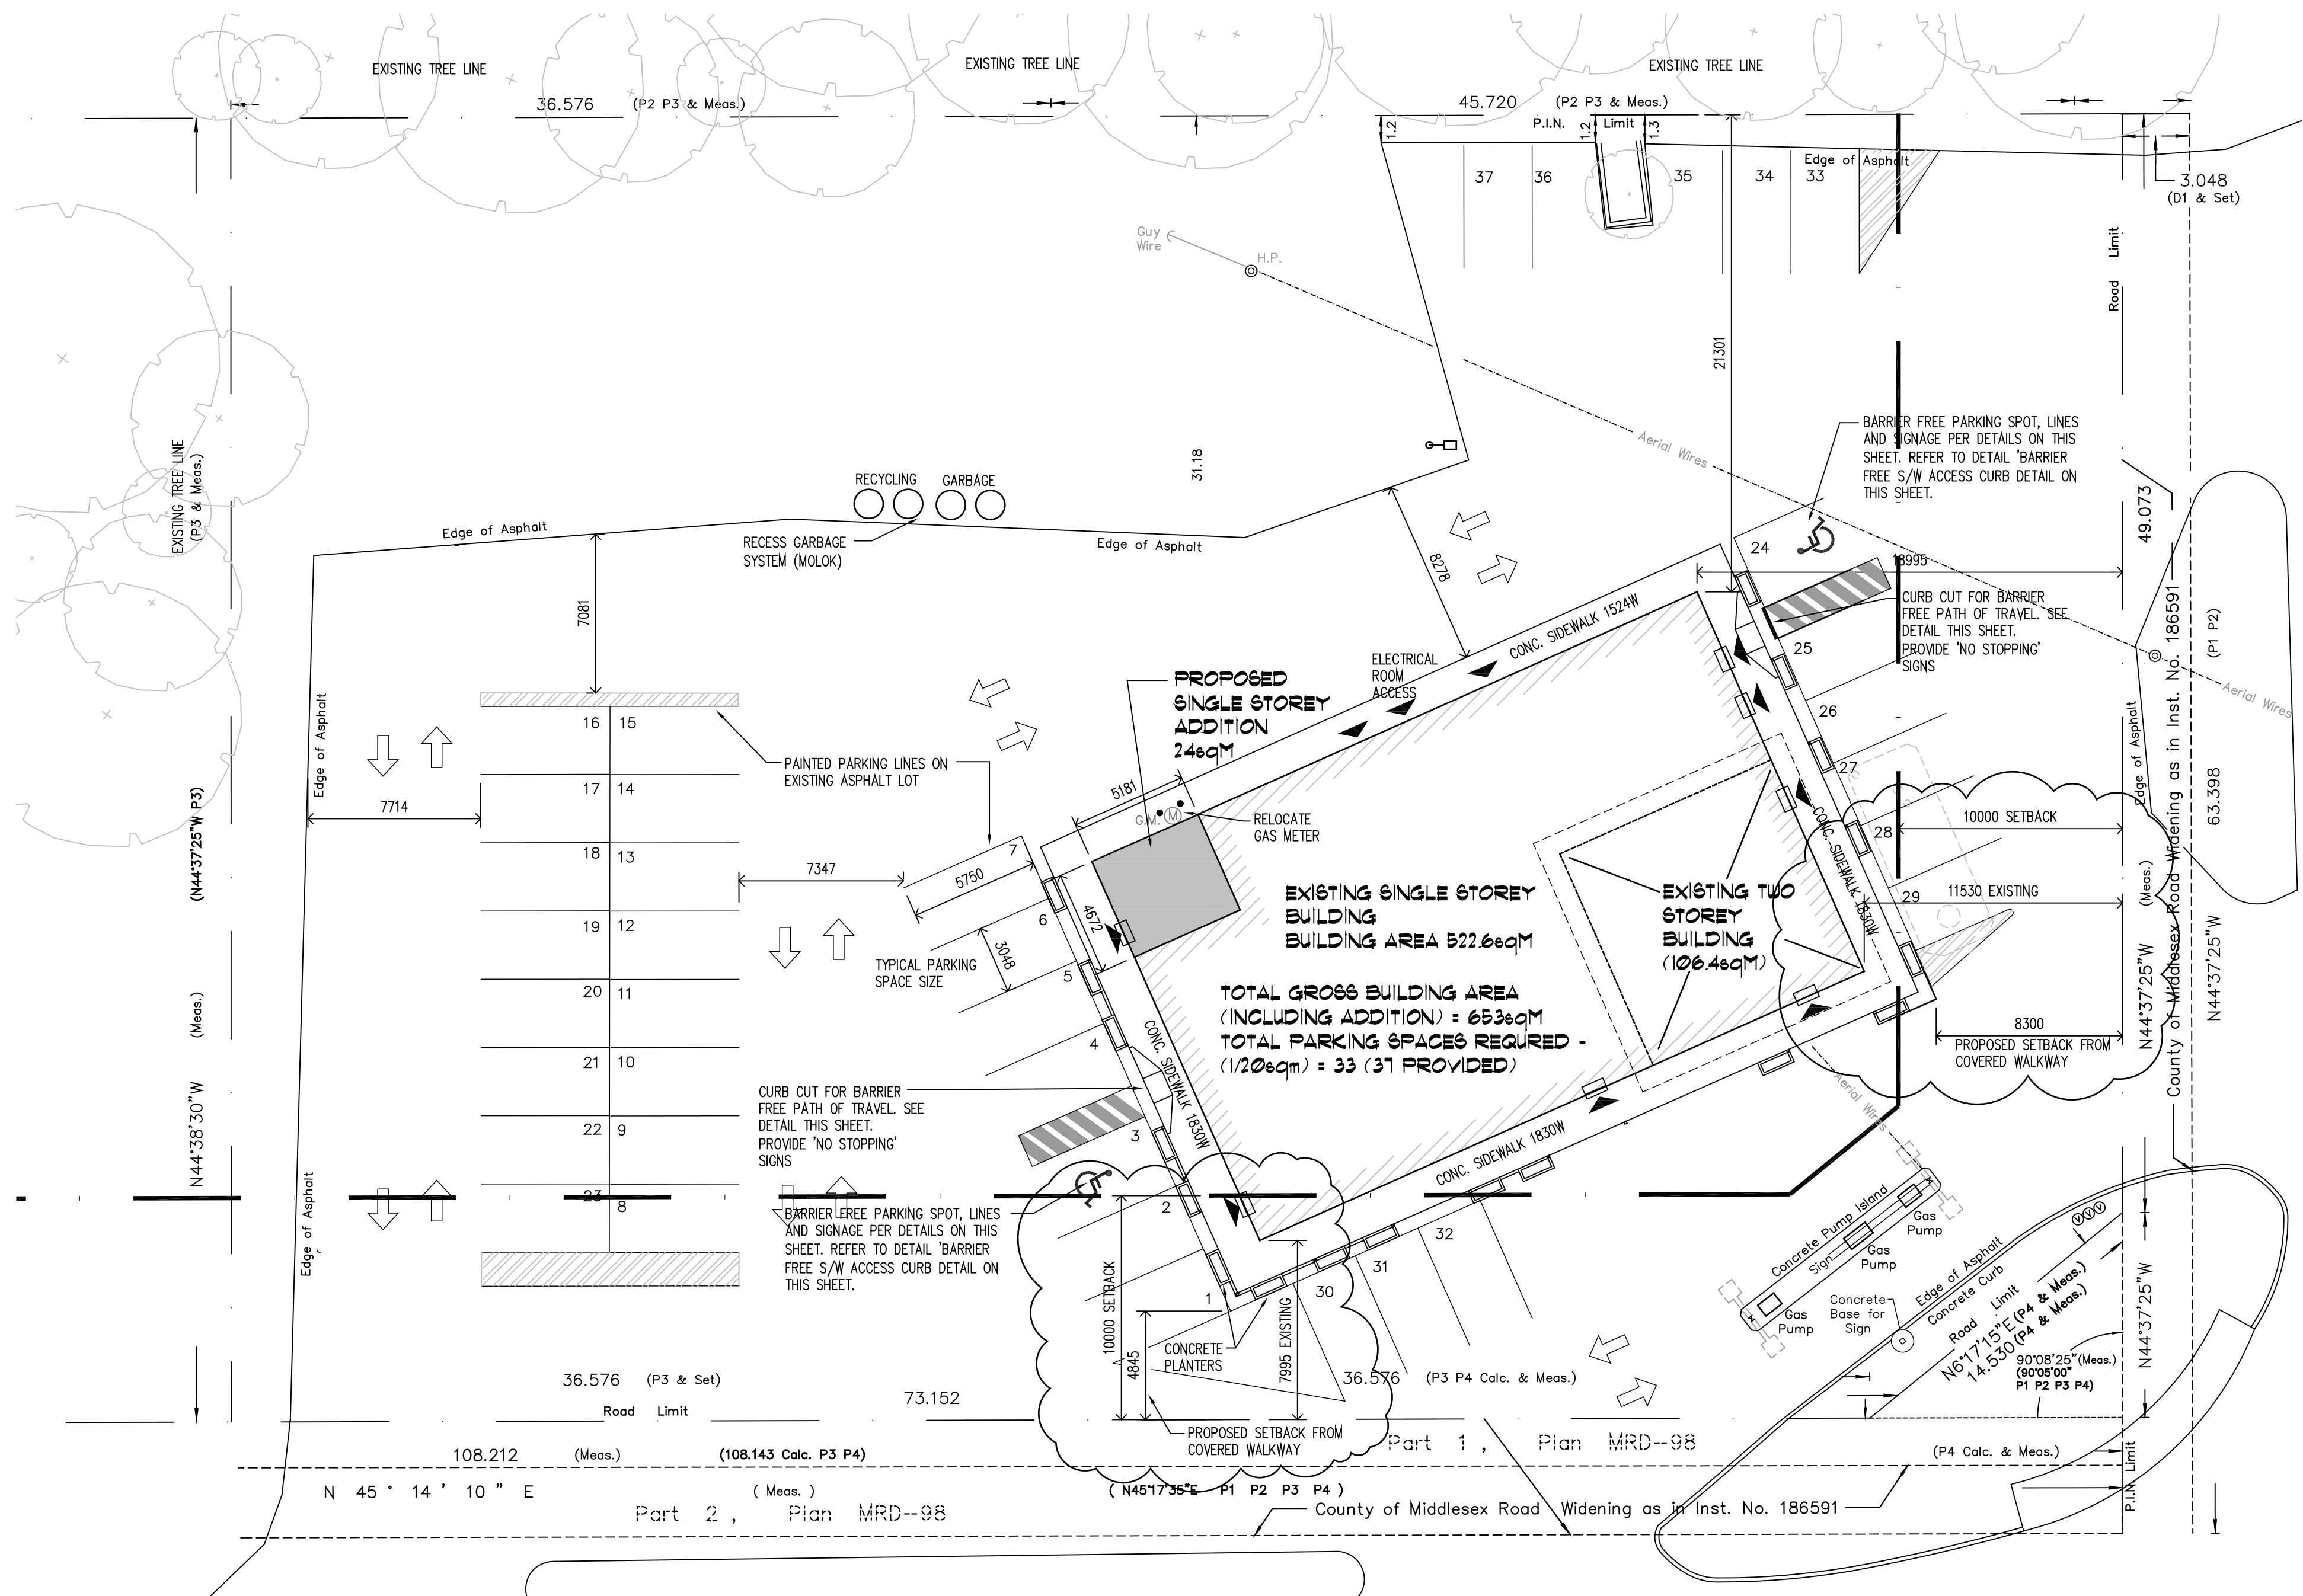 EXISTING TREE LINE
EXISTING TREE LINE
EXISTING TREE LINE
36.576 (P2 P3 & Meas.)
45.720 (P2 P3 & Meas.)
P.I.N. Limit
1.2
1.2
1.3
Edge of Asphalt
37
36
35
34
33
3.048
(D1 & Set)
Guy
Wire
H.P.
Road Limit
21301
Aerial Wires
BARRIER FREE PARKING SPOT, LINES
AND SIGNAGE PER DETAILS ON THIS
SHEET. REFER TO DETAIL 'BARRIER
FREE S/W ACCESS CURB DETAIL ON
THIS SHEET.
EXISTING TREE LINE
(P3 & Meas.)
31.18
RECYCLING
GARBAGE
49.073
Edge of Asphalt
RECESS GARBAGE
SYSTEM (MOLOK)
Edge of Asphalt
8278
24
18995
7081
CONC. SIDEWALK 1524W
CURB CUT FOR BARRIER
FREE PATH OF TRAVEL. SEE
DETAIL THIS SHEET.
PROVIDE 'NO STOPPING'
SIGNS
(P1 P2)
County of Middlesex Road Widening as in Inst. No. 186591
25
ELECTRICAL
ROOM
ACCESS
PROPOSED
SINGLE STOREY
ADDITION
24sqM
Aerial Wires
26
Edge of Asphalt
Edge of Asphalt
16
15
PAINTED PARKING LINES ON
EXISTING ASPHALT LOT
27
17
14
7714
5181
G.M.
M
RELOCATE
GAS METER
(N44°37'25"W P3)
63.398
10000 SETBACK
28
CONC. SIDEWALK 1830W
18
13
7
7347
5750
EXISTING SINGLE STOREY
BUILDING
BUILDING AREA 522.6sqM
EXISTING TWO
STOREY
BUILDING
(106.4sqM)
29
11530 EXISTING
(Meas.)
6
4672
19
12
3048
TYPICAL PARKING
SPACE SIZE
5
20
11
TOTAL GROSS BUILDING AREA
(INCLUDING ADDITION) = 653sqM
TOTAL PARKING SPACES REQURED -
(1/20sqm) = 33 (37 PROVIDED)
N44°37'25"W
N44°37'25"W
(Meas.)
8300
PROPOSED SETBACK FROM
COVERED WALKWAY
4
21
10
CONC. SIDEWALK 1830W
CURB CUT FOR BARRIER
FREE PATH OF TRAVEL. SEE
DETAIL THIS SHEET.
PROVIDE 'NO STOPPING'
SIGNS
N44°38'30"W
22
9
3
Aerial Wires
CONC. SIDEWALK 1830W
23
8
2
BARRIER FREE PARKING SPOT, LINES
AND SIGNAGE PER DETAILS ON THIS
SHEET. REFER TO DETAIL 'BARRIER
FREE S/W ACCESS CURB DETAIL ON
THIS SHEET.
Edge of Asphalt
32
31
30
1
10000 SETBACK
4845
7995 EXISTING
CONCRETE
PLANTERS
Concrete Pump Island
Sign
Gas
Pump
Gas
Pump
Gas
Pump
Concrete
Base for
Sign
VVV
Edge of Asphalt
Concrete Curb
Road Limit
N6°17'15"E (P4 & Meas.)
14.530 (P4 & Meas.)
N44°37'25"W
90°08'25"(Meas.)
(90°05'00"
P1 P2 P3 P4)
36.576 (P3 & Set)
36.576 (P3 P4 Calc. & Meas.)
73.152
Road Limit
PROPOSED SETBACK FROM
COVERED WALKWAY
Part 1 , Plan MRD--98
108.212 (Meas.) (108.143 Calc. P3 P4)
(P4 Calc. & Meas.)
P.I.N. Limit
N 45 ° 14 ' 10 " E ( Meas. ) ( N45°17'35"E P1 P2 P3 P4 )
Part 2 , Plan MRD--98
County of Middlesex Road Widening as in Inst. No. 186591